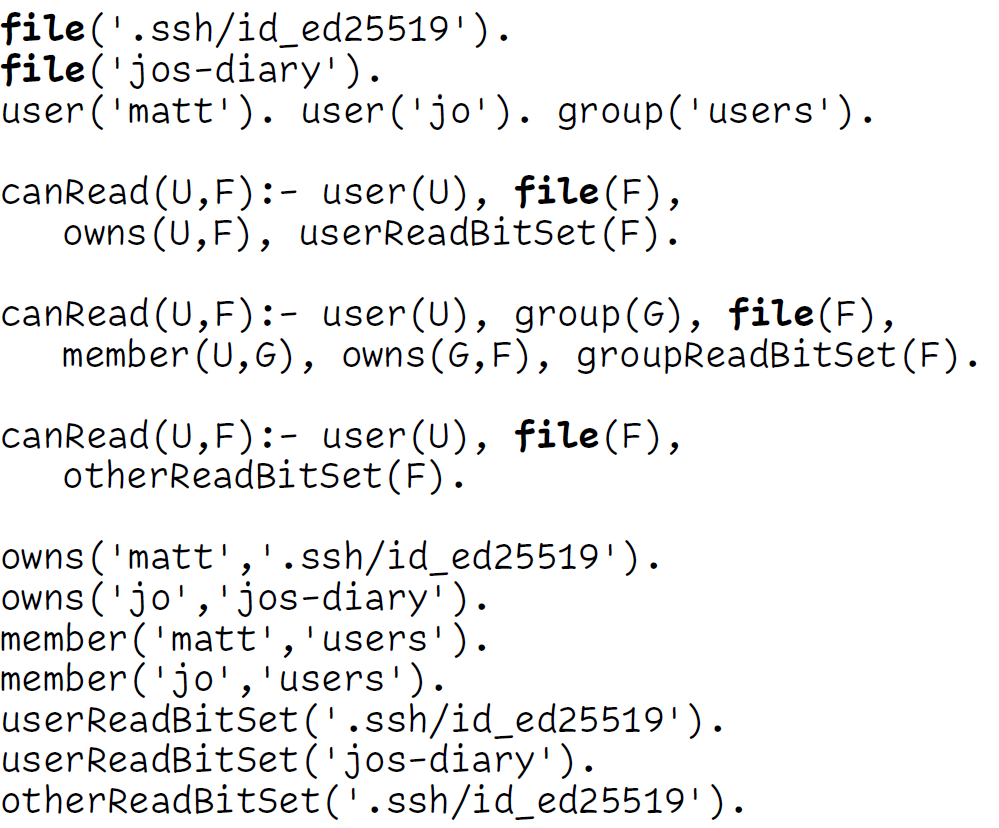 file('.ssh/id_ed25519').
file('jos-diary').
user('matt'). user('jo'). group('users').
canRead(U,F):- user(U), file(F),
owns(U,F), userReadBitSet(F).
canRead(U,F):- user(U), group(G), file(F),
member(U,G), owns(G,F), groupReadBitSet(F).
canRead(U,F):- user(U), file(F),
otherReadBitSet(F).
owns('matt','.ssh/id_ed25519').
owns('jo','jos-diary').
member('matt','users').
member('jo','users').
userReadBitSet('.ssh/id_ed25519').
userReadBitSet('jos-diary').
otherReadBitSet('.ssh/id_ed25519').